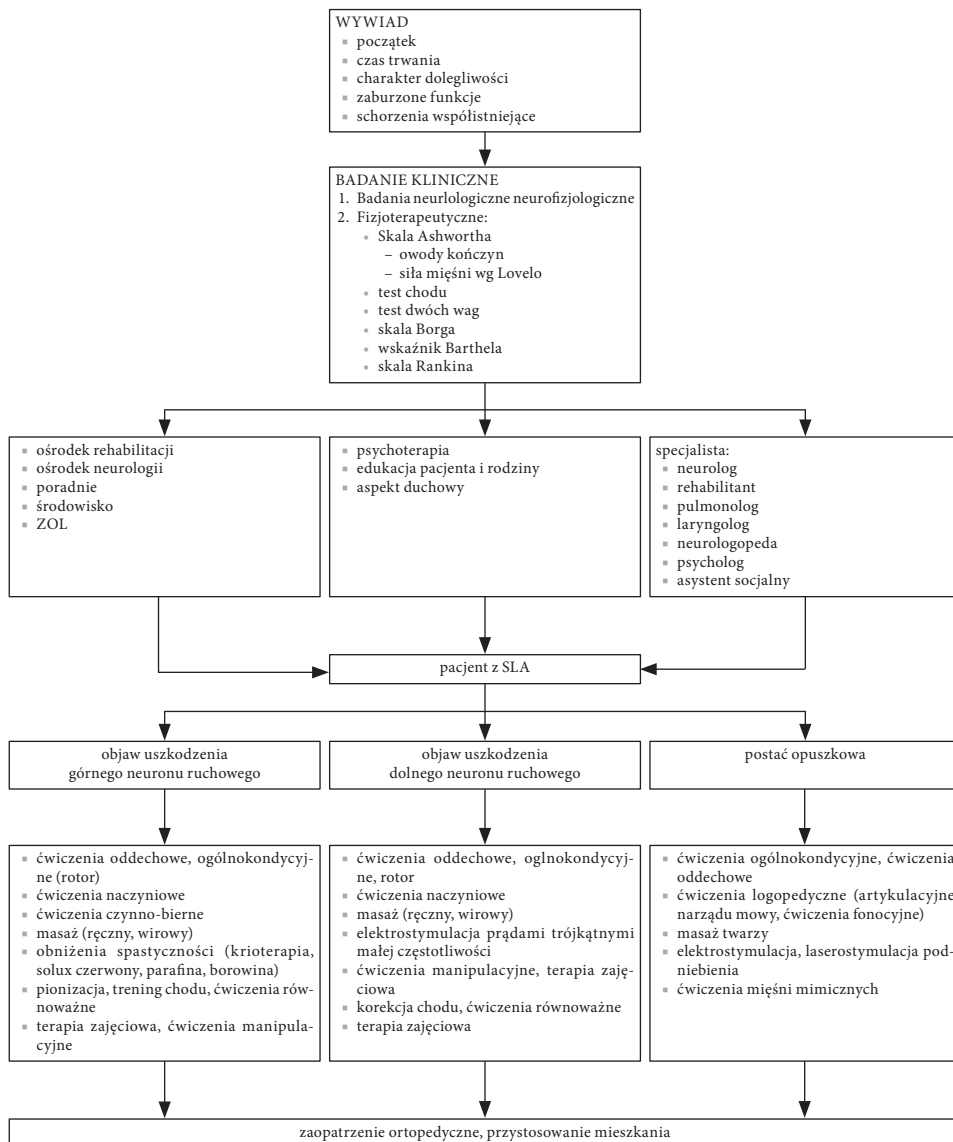 WYWIAD
▪ początek
▪ czas trwania
▪ charakter dolegliwości
▪ zaburzone funkcje
▪ schorzenia współistniejące
BADANIE KLINICZNE
1. Badania neurlologiczne neurofizjologiczne
2. Fizjoterapeutyczne:
• Skala Ashwortha
– owody kończyn
– siła mięśni wg Lovelo
• test chodu
• test dwóch wag
• skala Borga
• wskaźnik Barthela
• skala Rankina
▪ ośrodek rehabilitacji
▪ ośrodek neurologii
▪ poradnie
▪ środowisko
▪ ZOL
▪ psychoterapia
▪ edukacja pacjenta i rodziny
▪ aspekt duchowy
specjalista:
▪ neurolog
▪ rehabilitant
▪ pulmonolog
▪ laryngolog
▪ neurologopeda
▪ psycholog
▪ asystent socjalny
pacjent z SLA
objaw uszkodzenia
górnego neuronu ruchowego
objaw uszkodzenia
dolnego neuronu ruchowego
postać opuszkowa
▪ ćwiczenia oddechowe, ogólnokondycyj-
ne (rotor)
▪ ćwiczenia naczyniowe
▪ ćwiczenia czynno-bierne
▪ masaż (ręczny, wirowy)
▪ obniżenia spastyczności (krioterapia,
solux czerwony, parafina, borowina)
▪ pionizacja, trening chodu, ćwiczenia rów-
noważne
▪ terapia zajęciowa, ćwiczenia manipula-
cyjne
▪ ćwiczenia oddechowe, oglnokondycyj-
ne, rotor
▪ ćwiczenia naczyniowe
▪ masaż (ręczny, wirowy)
▪ elektrostymulacja prądami trójkątnymi
małej częstotliwości
▪ ćwiczenia manipulacyjne, terapia zaję-
ciowa
▪ korekcja chodu, ćwiczenia równoważne
▪ terapia zajęciowa
▪ ćwiczenia ogólnokondycyjne, ćwiczenia
oddechowe
▪ ćwiczenia logopedyczne (artykulacyjne
narządu mowy, ćwiczenia fonocyjne)
▪ masaż twarzy
▪ elektrostymulacja, laserostymulacja pod-
niebienia
▪ ćwiczenia mięśni mimicznych
zaopatrzenie ortopedyczne, przystosowanie mieszkania